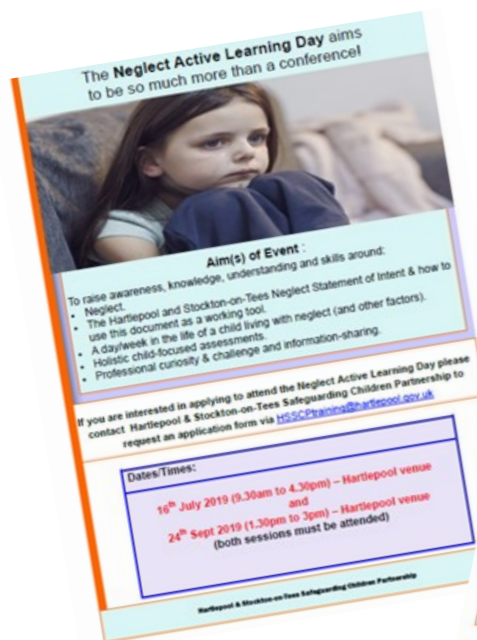 The Neglect Active Learning Day aims
to be so much more than a conference!
Aim(s) of Event :
To raise awareness, knowledge, understanding and skills around:
• Neglect.
• The Hartlepool and Stockton-on-Tees Neglect Statement of Intent & how to
use this document as a working tool.
• A day/week in the life of a child living with neglect (and other factors).
• Holistic child-focused assessments.
• Professional curiosity & challenge and information-sharing.
If you are interested in applying to attend the Neglect Active Learning Day please
contact Hartlepool & Stockton-on-Tees Safeguarding Children Partnership to
request an application form via HSSCPtraining@hartlepool.gov.uk
Dates/Times:
16th July 2019 (9.30am to 4.30pm) – Hartlepool venue
and
24th Sept 2019 (1.30pm to 3pm) – Hartlepool venue
(both sessions must be attended)
Hartlepool & Stockton-on-Tees Safeguarding Children Partnership